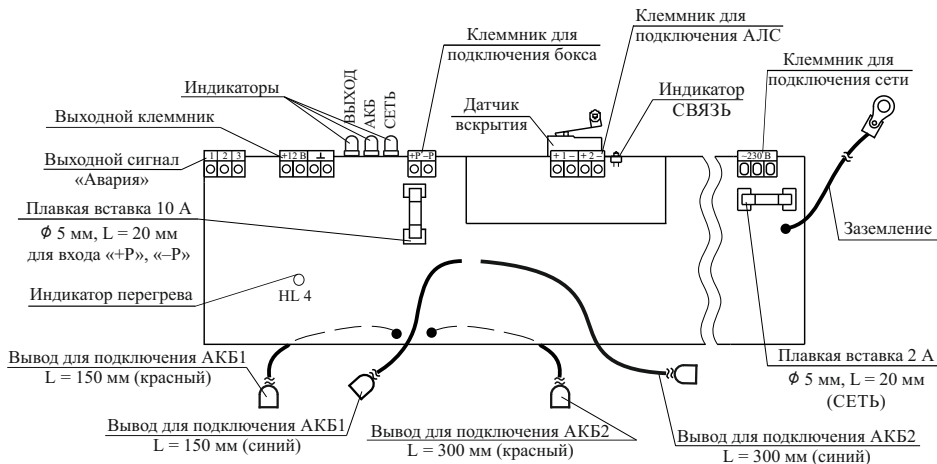 Клеммник для
подключения АЛС
Клеммник для
подключения бокса
Клеммник для
подключения сети
Индикаторы
ВЫХОД
АКБ
СЕТЬ
Датчик
вскрытия
Индикатор
СВЯЗЬ
Выходной клеммник
Выходной сигнал
«Авария»
1 2 3
+12 В ⊥
+P –P
+ 1 – + 2 –
~230 В
Плавкая вставка 10 А
ϕ 5 мм, L = 20 мм
для входа «+Р», «–Р»
Заземление
Индикатор перегрева
HL 4
Вывод для подключения АКБ1
L = 150 мм (красный)
Плавкая вставка 2 А
ϕ 5 мм, L = 20 мм
(СЕТЬ)
Вывод для подключения АКБ1
L = 150 мм (синий)
Вывод для подключения АКБ2
L = 300 мм (красный)
Вывод для подключения АКБ2
L = 300 мм (синий)